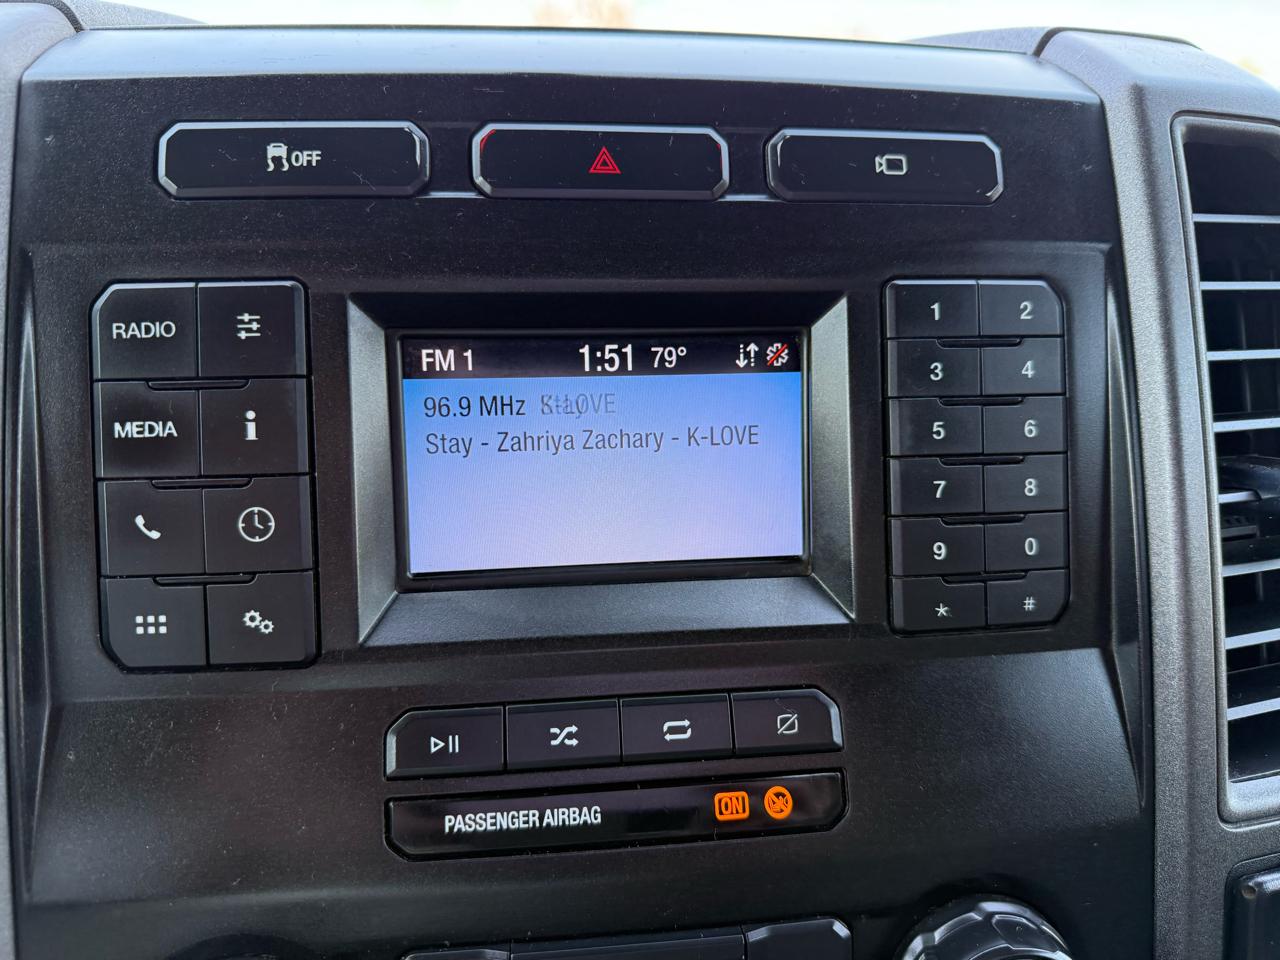 OFF
RADIO
MEDIA
i
FM 1 1:51 79°
96.9 MHz
Stay - Zahriya Zachary - K-LOVE
1 2
3 4
5 6
7 8
9 0
* #
PASSENGER AIRBAG ON